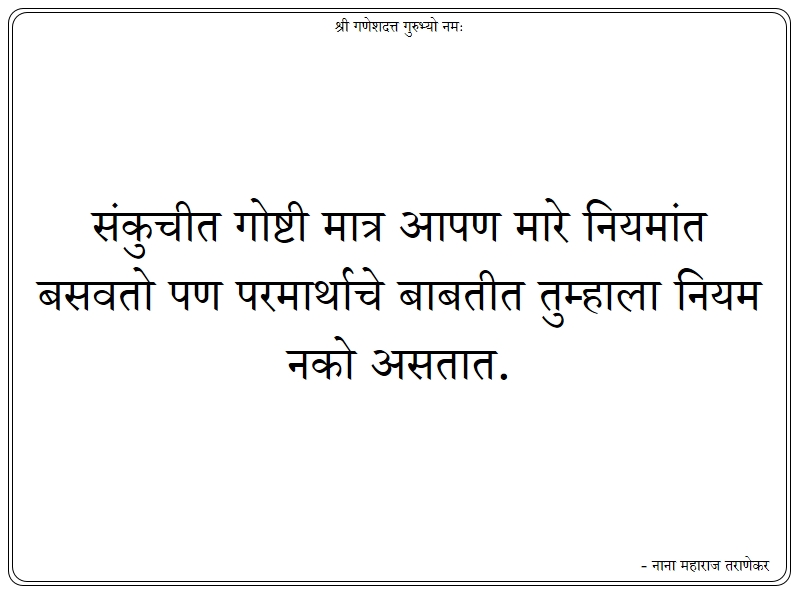 श्री गणेशदत्त गुरुभ्यो नमः
संकुचीत गोष्टी मात्र आपण मारे नियमांत
बसवतो पण परमार्थाचे बाबतीत तुम्हाला नियम
नको असतात.
- नाना महाराज तराणेकर